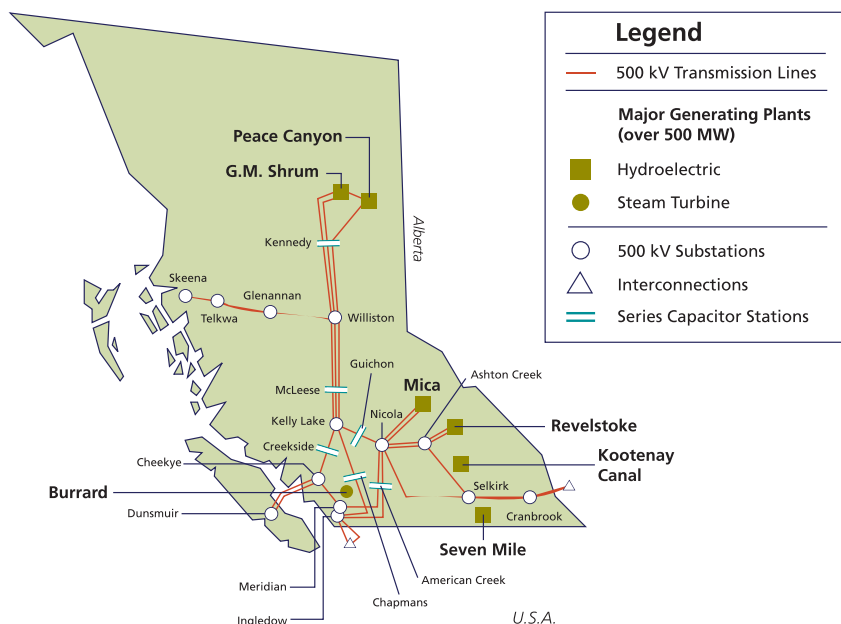 Legend
500 kV Transmission Lines
Major Generating Plants
(over 500 MW)
Hydroelectric
Steam Turbine
500 kV Substations
Interconnections
Series Capacitor Stations
Peace Canyon
G.M. Shrum
Alberta
Kennedy
Skeena
Glenannan
Telkwa
Williston
Guichon
Ashton Creek
McLeese
Mica
Kelly Lake
Nicola
Revelstoke
Creekside
Kootenay
Canal
Cheekye
Selkirk
Burrard
Dunsmuir
Cranbrook
Seven Mile
American Creek
Meridian
Chapmans
Ingledow
U.S.A.